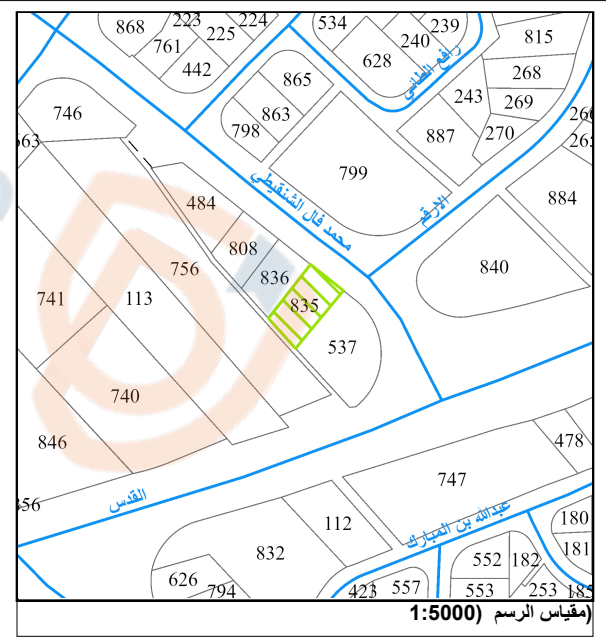 868 223 225 224 534 239 815
761 240
442 628 رافع الطائي 268
865 243 269
746 863 266
798 887 270 265
799
484 محمد فال الشنقيطي الارقم 884
808
756 836 840
741 113 835
537
740
846 478
747
القدس
112 عبدالله بن المبارك 180
832 181
552 182
626 794 423 557 553 253 185
(مقياس الرسم (1:5000